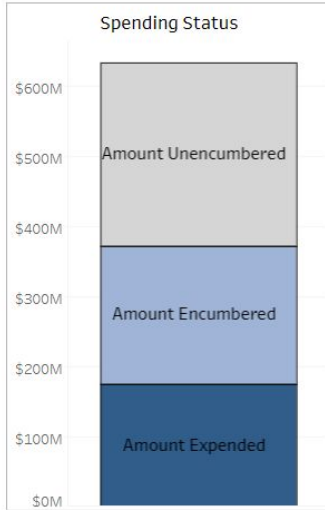 Spending Status
$600M
Amount Unencumbered
$500M
$400M
$300M
Amount Encumbered
$200M
$100M
Amount Expended
$0M